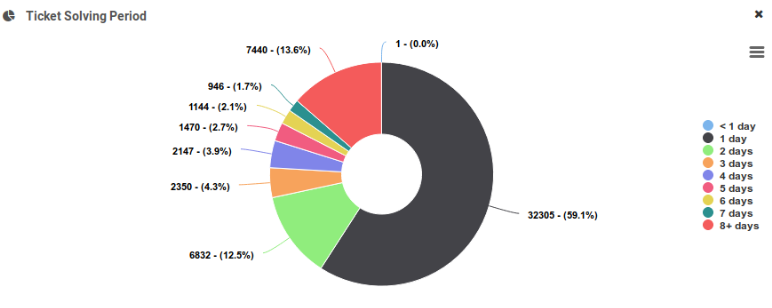 Ticket Solving Period
1 - (0.0%)
7440 - (13.6%)
946 - (1.7%)
1144 - (2.1%)
1470 - (2.7%)
2147 - (3.9%)
2350 - (4.3%)
6832 - (12.5%)
32305 - (59.1%)
< 1 day
1 day
2 days
3 days
4 days
5 days
6 days
7 days
8+ days